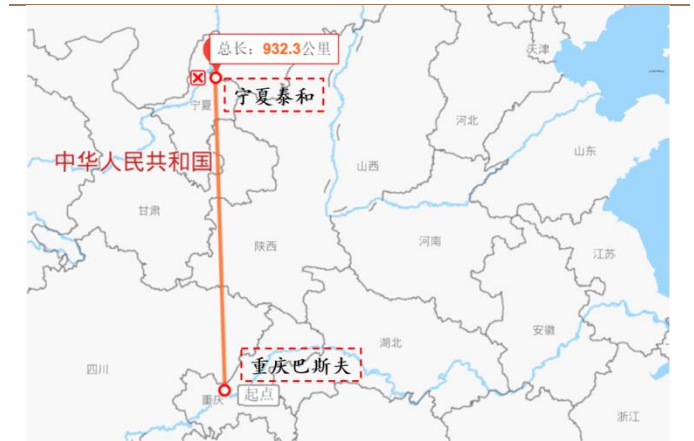 天津
总长：932.3公里
宁夏泰和
宁夏
河北
山东
中华人民共和国
山西
甘肃
陕西
河南
江苏
安徽
湖北
重庆巴斯夫
四川
重庆
起点
浙江